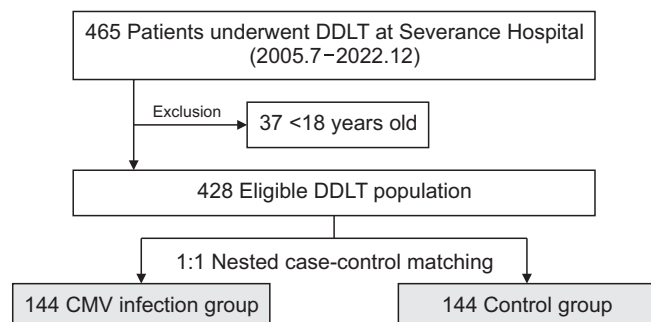 465 Patients underwent DDLT at Severance Hospital
(2005.7−2022.12)
Exclusion
37 <18 years old
428 Eligible DDLT population
1:1 Nested case-control matching
144 CMV infection group
144 Control group